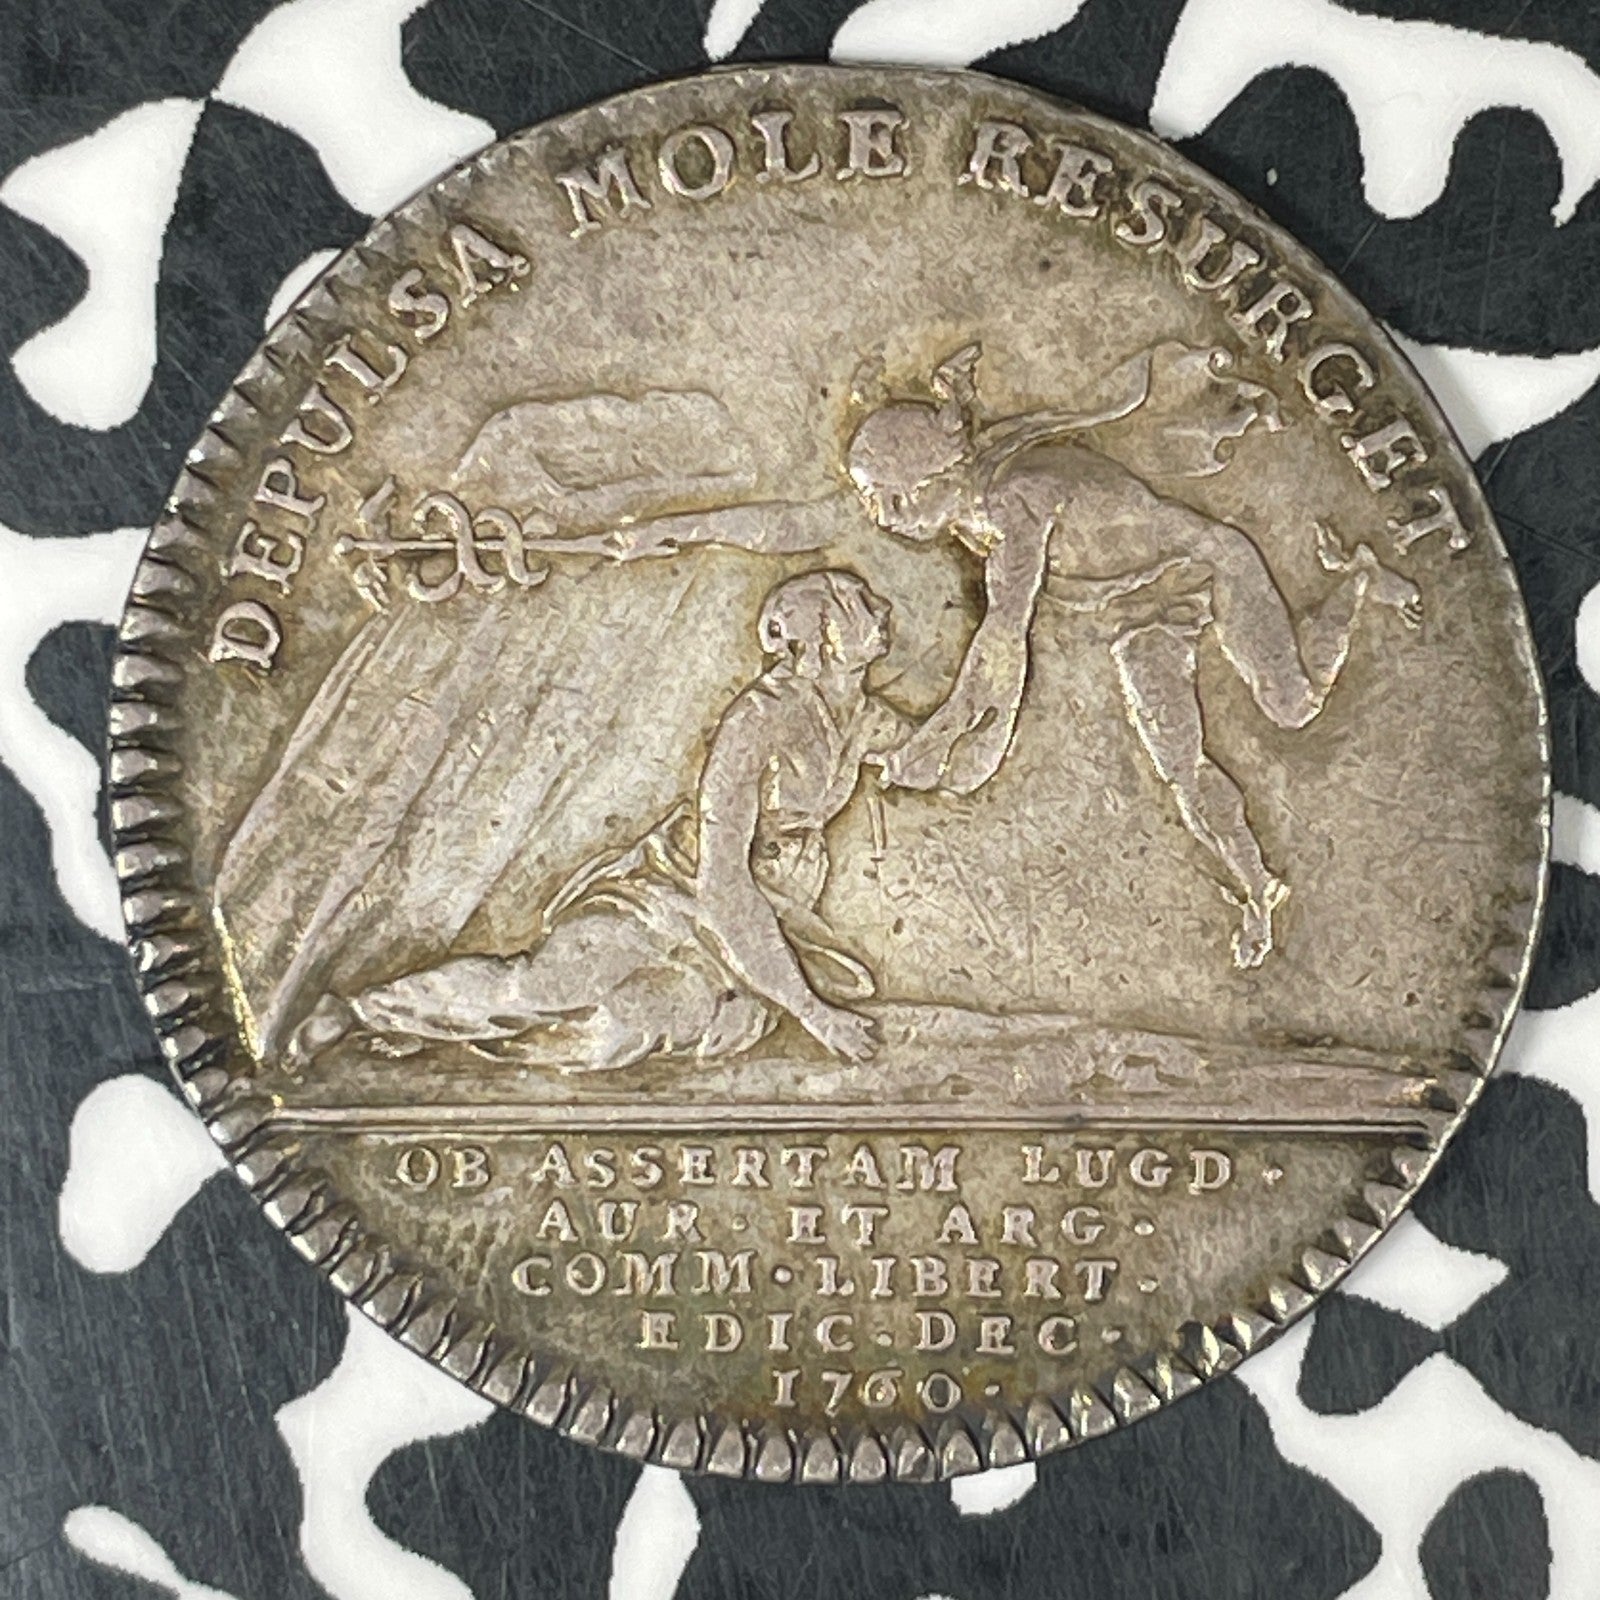 DEPULSA MOLE RESURGET
OB ASSERTAM LUGD·
AUR· ET ARG·
COMM·LIBERT·
EDIC·DEC·
1760·